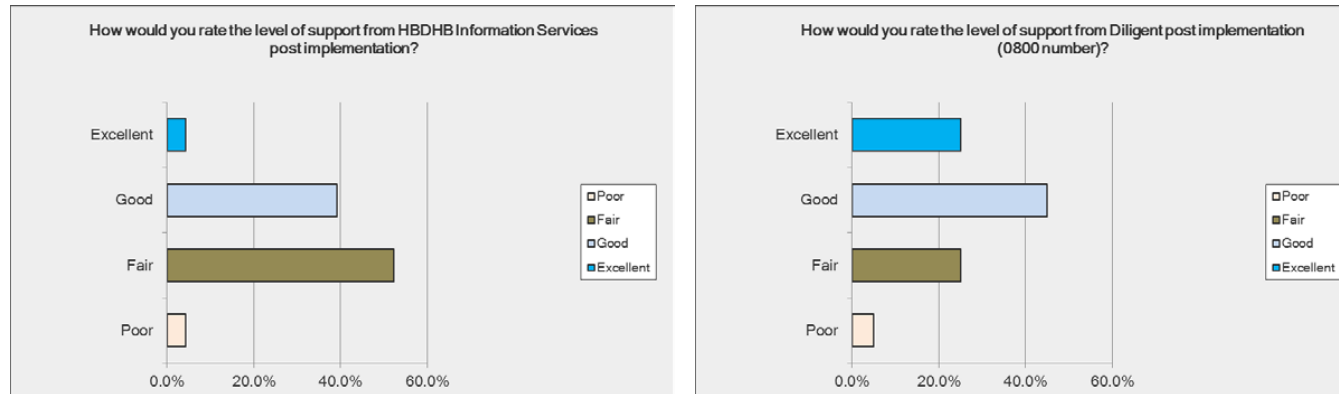 How would you rate the level of support from HBDHB Information Services
post implementation?
Excellent
Good
Fair
Poor
0.0%
20.0%
40.0%
60.0%
Poor
Fair
Good
Excellent
How would you rate the level of support from Diligent post implementation
(0800 number)?
Excellent
Good
Fair
Poor
0.0%
20.0%
40.0%
60.0%
Poor
Fair
Good
Excellent